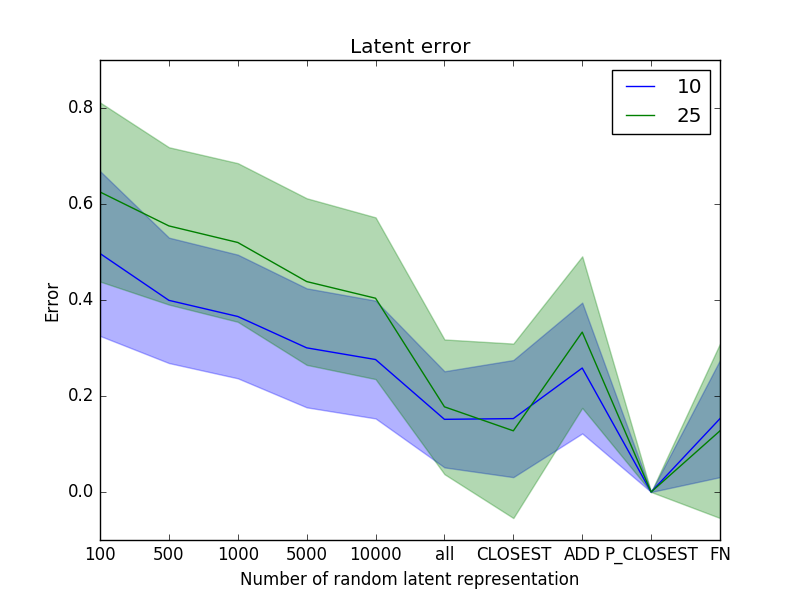 Latent error
10
25
0.8
0.6
0.4
0.2
0.0
Error
100 500 1000 5000 10000 all CLOSEST ADD P_CLOSEST FN
Number of random latent representation